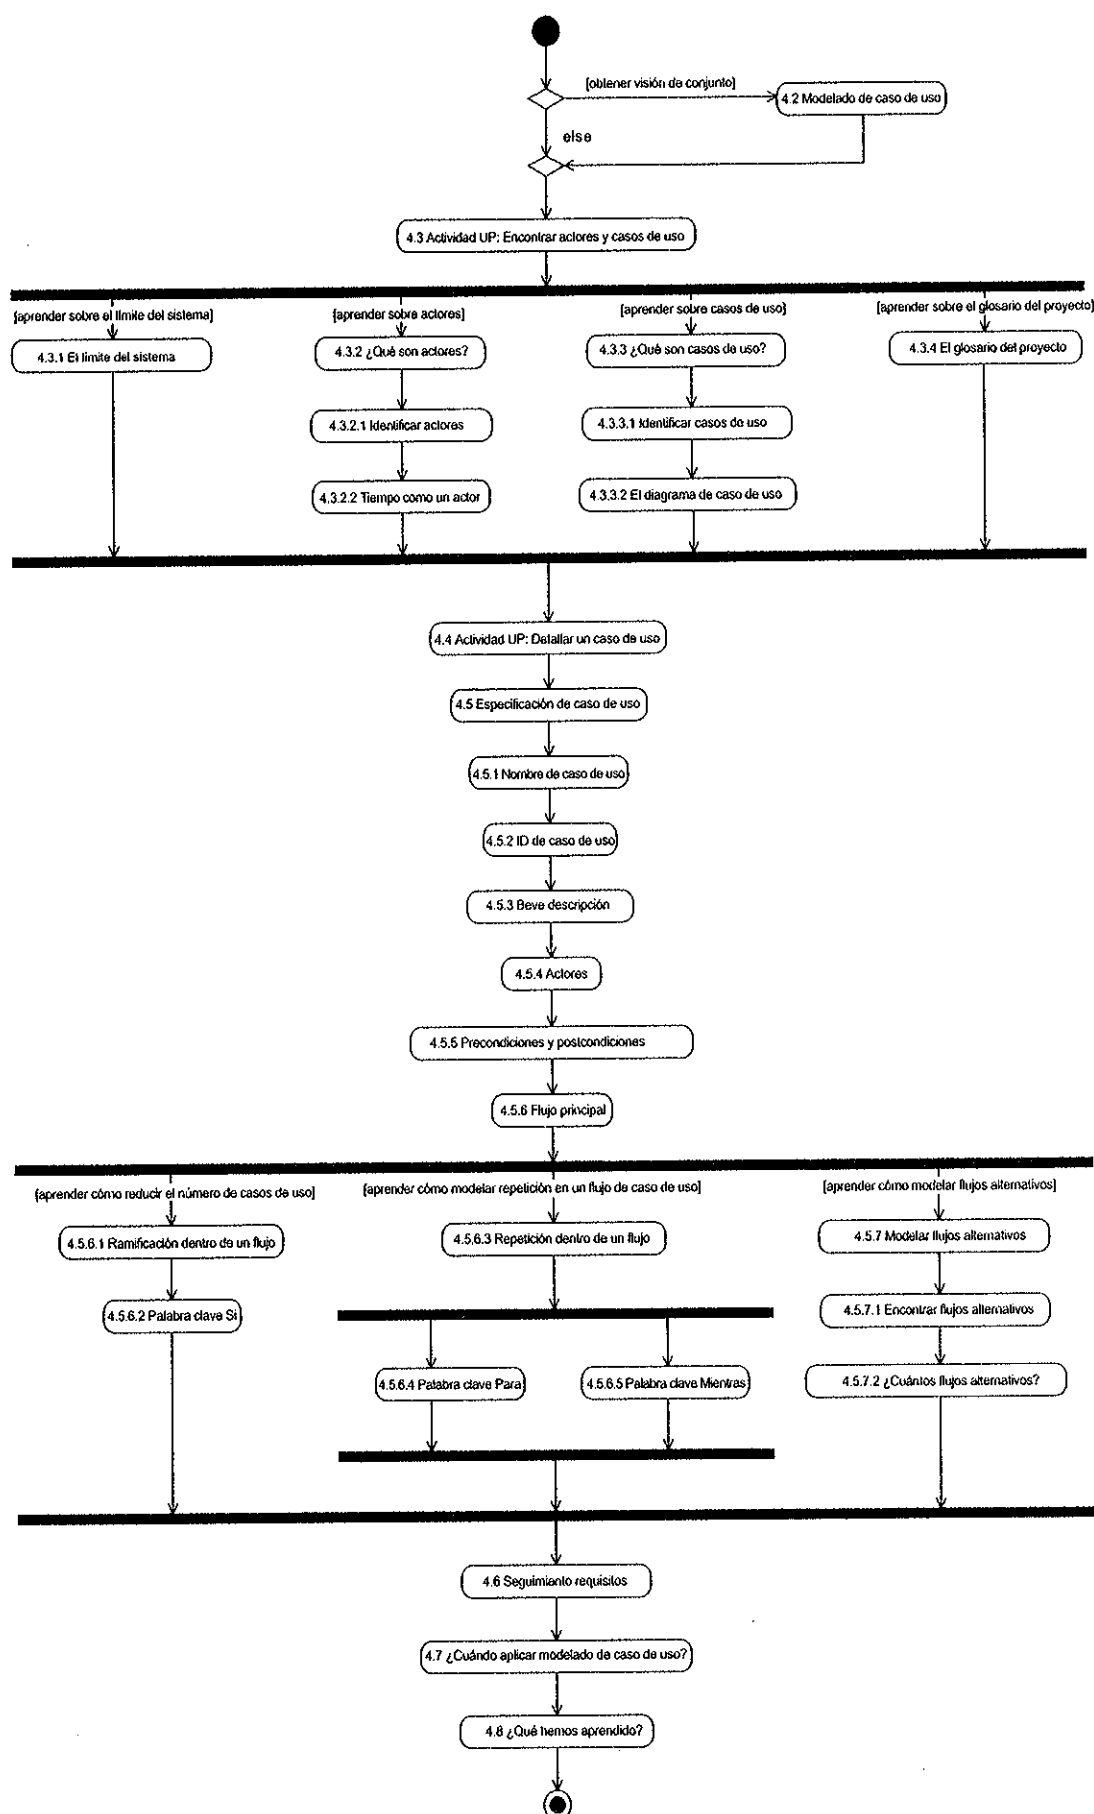 [obtener visión de conjunto]
4.2 Modelado de caso de uso
else
4.3 Actividad UP: Encontrar actores y casos de uso
[aprender sobre el límite del sistema]
[aprender sobre actores]
[aprender sobre casos de uso]
[aprender sobre el glosario del proyecto]
4.3.1 El límite del sistema
4.3.2 ¿Qué son actores?
4.3.3 ¿Qué son casos de uso?
4.3.4 El glosario del proyecto
4.3.2.1 Identificar actores
4.3.3.1 Identificar casos de uso
4.3.2.2 Tiempo como un actor
4.3.3.2 El diagrama de caso de uso
4.4 Actividad UP: Detallar un caso de uso
4.5 Especificación de caso de uso
4.5.1 Nombre de caso de uso
4.5.2 ID de caso de uso
4.5.3 Beve descripción
4.5.4 Actores
4.5.5 Precondiciones y postcondiciones
4.5.6 Flujo principal
[aprender cómo reducir el número de casos de uso]
[aprender cómo modelar repetición en un flujo de caso de uso]
[aprender cómo modelar flujos alternativos]
4.5.6.1 Ramificación dentro de un flujo
4.5.6.3 Repetición dentro de un flujo
4.5.7 Modelar flujos alternativos
4.5.6.2 Palabra clave Si
4.5.7.1 Encontrar flujos alternativos
4.5.6.4 Palabra clave Para
4.5.6.5 Palabra clave Mientras
4.5.7.2 ¿Cuántos flujos alternativos?
4.6 Seguimiento requisitos
4.7 ¿Cuándo aplicar modelado de caso de uso?
4.8 ¿Qué hemos aprendido?